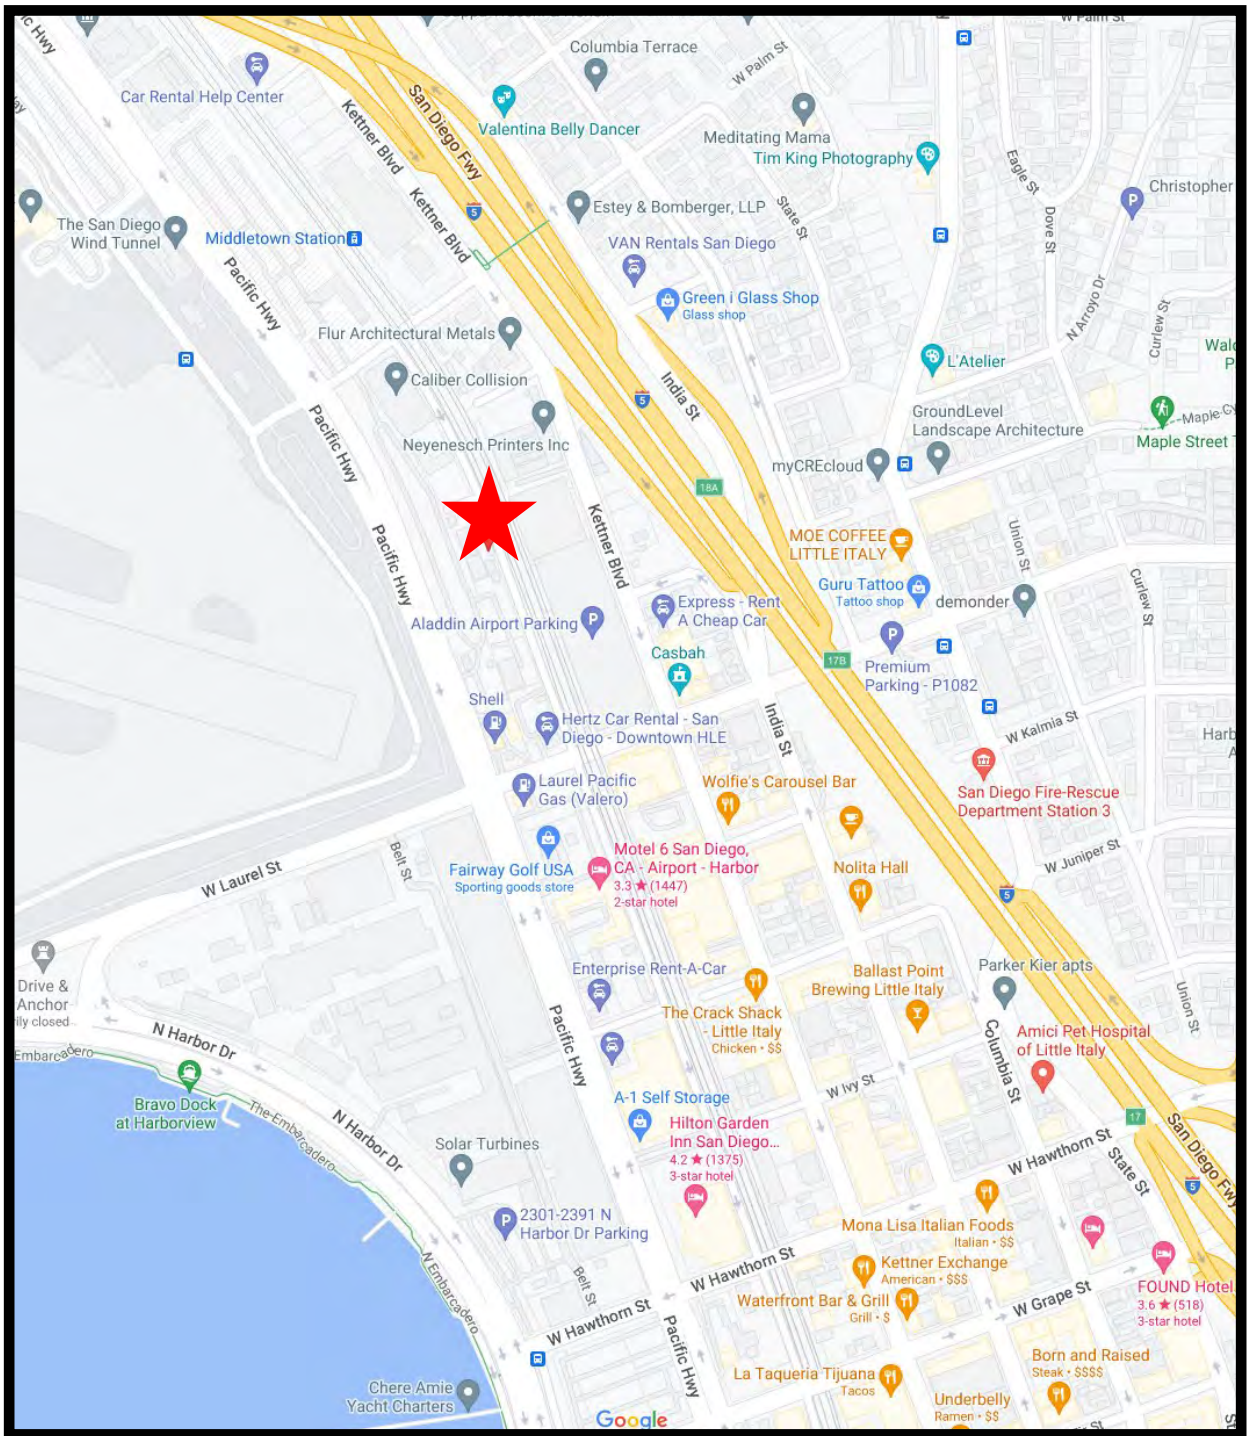 W Palm St
ic Hwy
Columbia Terrace
W Palm St
Car Rental Help Center
San Diego Fwy
Kettner Blvd
Valentina Belly Dancer
Meditating Mama
Tim King Photography
Eagle St
Christopher
Kettner Blvd
5
Estey & Bomberger, LLP
State St
Dove St
The San Diego
Wind Tunnel
Middletown Station
VAN Rentals San Diego
Pacific Hwy
Green i Glass Shop
Glass shop
N Arroyo Dr
Curlew St
Flur Architectural Metals
L'Atelier
Caliber Collision
India St
5
GroundLevel
Landscape Architecture
Pacific Hwy
Neyenesch Printers Inc
Maple Street
myCREcloud
18A
Kettner Blvd
Pacific Hwy
MOE COFFEE
LITTLE ITALY
Union St
Guru Tattoo
Tattoo shop
demonder
Curlew St
Express - Rent
A Cheap Car
Aladdin Airport Parking
P
Casbah
17B
P
Premium
Parking - P1082
Shell
Hertz Car Rental - San
Diego - Downtown HLE
India St
W Kalmia St
Harb
Laurel Pacific
Gas (Valero)
Wolfie's Carousel Bar
San Diego Fire-Rescue
Department Station 3
Fairway Golf USA
Sporting goods store
Motel 6 San Diego,
CA - Airport - Harbor
3.3 ★ (1447)
2-star hotel
W Laurel St
Belt St
Nolita Hall
W Juniper St
5
Drive &
Anchor
ily closed
Enterprise Rent-A-Car
Ballast Point
Brewing Little Italy
Parker Kier apts
Union St
The Crack Shack
- Little Italy
Chicken • $$
Pacific Hwy
Columbia St
Amici Pet Hospital
of Little Italy
N Harbor Dr
Embarcadero
Bravo Dock
at Harborview
The Embarcadero
N Harbor Dr
W Ivy St
A-1 Self Storage
17
San Diego Fwy
Hilton Garden
Inn San Diego...
4.2 ★ (1375)
3-star hotel
Solar Turbines
W Hawthorn St
State St
5
P
2301-2391 N
Harbor Dr Parking
Mona Lisa Italian Foods
Italian • $$
N Embarcadero
Belt St
W Hawthorn St
Kettner Exchange
American • $$$
Waterfront Bar & Grill
Grill • $
FOUND Hotel
3.6 ★ (518)
3-star hotel
W Grape St
W Hawthorn St
Pacific Hwy
La Taqueria Tijuana
Tacos
Born and Raised
Steak • $$$$
Chere Amie
Yacht Charters
Underbelly
Ramen • $$
Google